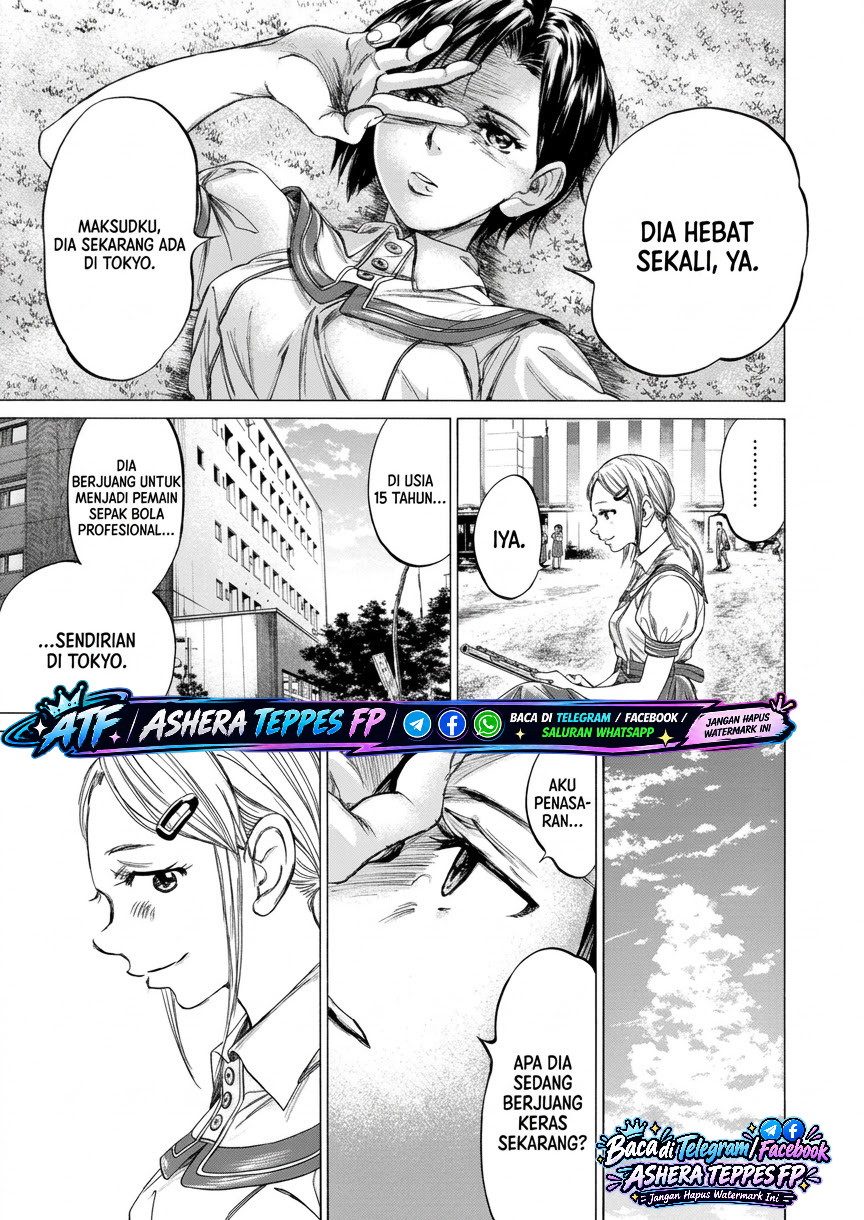 DIA HEBAT
SEKALI, YA.
MAKSUDKU,
DIA SEKARANG ADA
DI TOKYO.
..........
IYA.
DI USIA
15 TAHUN...
DIA
BERJUANG UNTUK
MENJADI PEMAIN
SEPAK BOLA
PROFESIONAL...
...SENDIRIAN
DI TOKYO.
ATF
ASHERA TEPPES FP
BACA DI TELEGRAM / FACEBOOK /
SALURAN WHATSAPP
JANGAN HAPUS
WATERMARK INI
AKU
PENASA-
RAN...
APA DIA
SEDANG
BERJUANG
KERAS
SEKARANG?
Baca di Telegram/Facebook
ASHERA TEPPES FP
Jangan Hapus Watermark Ini